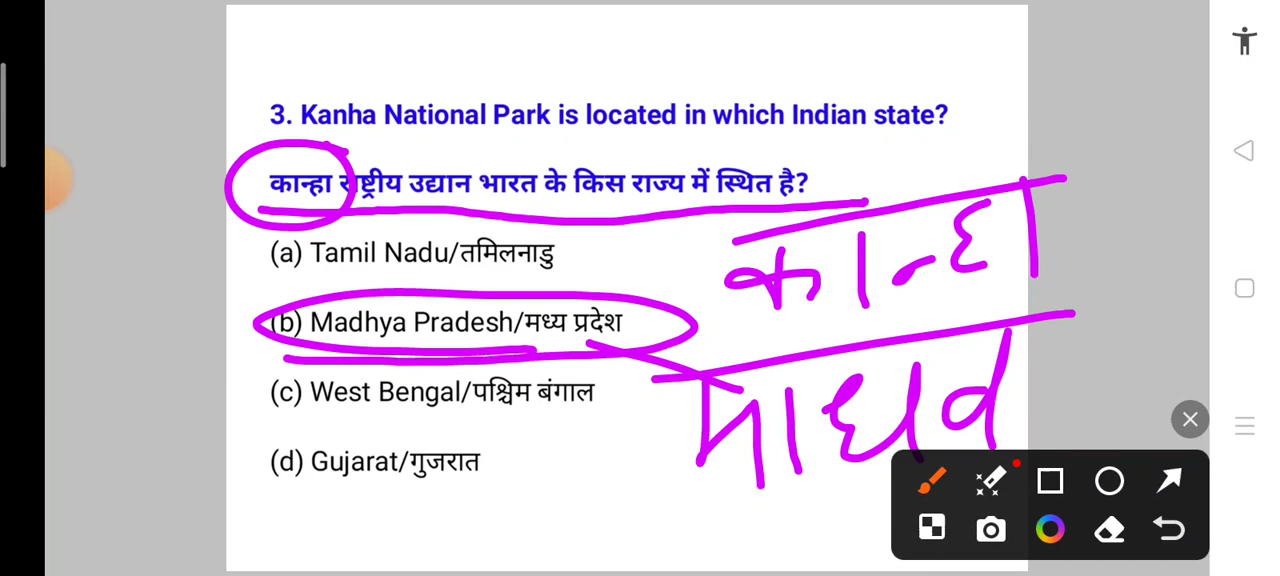 3. Kanha National Park is located in which Indian state?
कान्हा राष्ट्रीय उद्यान भारत के किस राज्य में स्थित है?
(a) Tamil Nadu/तमिलनाडु
कान्हा
(b) Madhya Pradesh/मध्य प्रदेश
(c) West Bengal/पश्चिम बंगाल
माधव
(d) Gujarat/गुजरात